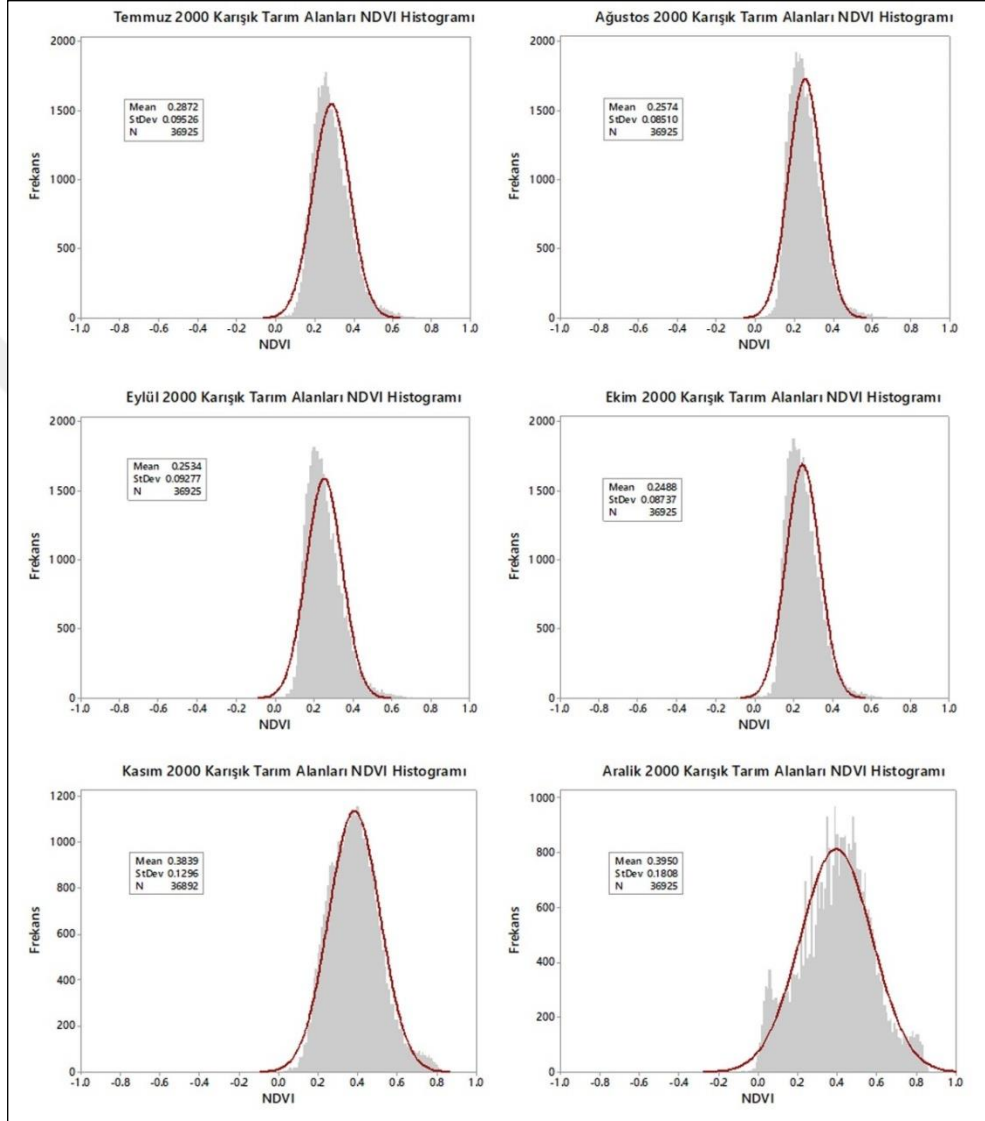 Temmuz 2000 Karışık Tarım Alanları NDVI Histogramı
2000
1500
1000
500
0
Frekans
Mean 0.2872
StDev 0.09526
N 36925
-1.0 -0.8 -0.6 -0.4 -0.2 0.0 0.2 0.4 0.6 0.8 1.0
NDVI
Ağustos 2000 Karışık Tarım Alanları NDVI Histogramı
2000
1500
1000
500
0
Frekans
Mean 0.2574
StDev 0.08510
N 36925
-1.0 -0.8 -0.6 -0.4 -0.2 0.0 0.2 0.4 0.6 0.8 1.0
NDVI
Eylül 2000 Karışık Tarım Alanları NDVI Histogramı
2000
1500
1000
500
0
Frekans
Mean 0.2534
StDev 0.09277
N 36925
-1.0 -0.8 -0.6 -0.4 -0.2 0.0 0.2 0.4 0.6 0.8 1.0
NDVI
Ekim 2000 Karışık Tarım Alanları NDVI Histogramı
2000
1500
1000
500
0
Frekans
Mean 0.2488
StDev 0.08737
N 36925
-1.0 -0.8 -0.6 -0.4 -0.2 0.0 0.2 0.4 0.6 0.8 1.0
NDVI
Kasım 2000 Karışık Tarım Alanları NDVI Histogramı
1200
1000
800
600
400
200
0
Frekans
Mean 0.3839
StDev 0.1296
N 36892
-1.0 -0.8 -0.6 -0.4 -0.2 0.0 0.2 0.4 0.6 0.8 1.0
NDVI
Aralik 2000 Karışık Tarım Alanları NDVI Histogramı
1000
800
600
400
200
0
Frekans
Mean 0.3950
StDev 0.1808
N 36925
-1.0 -0.8 -0.6 -0.4 -0.2 0.0 0.2 0.4 0.6 0.8 1.0
NDVI